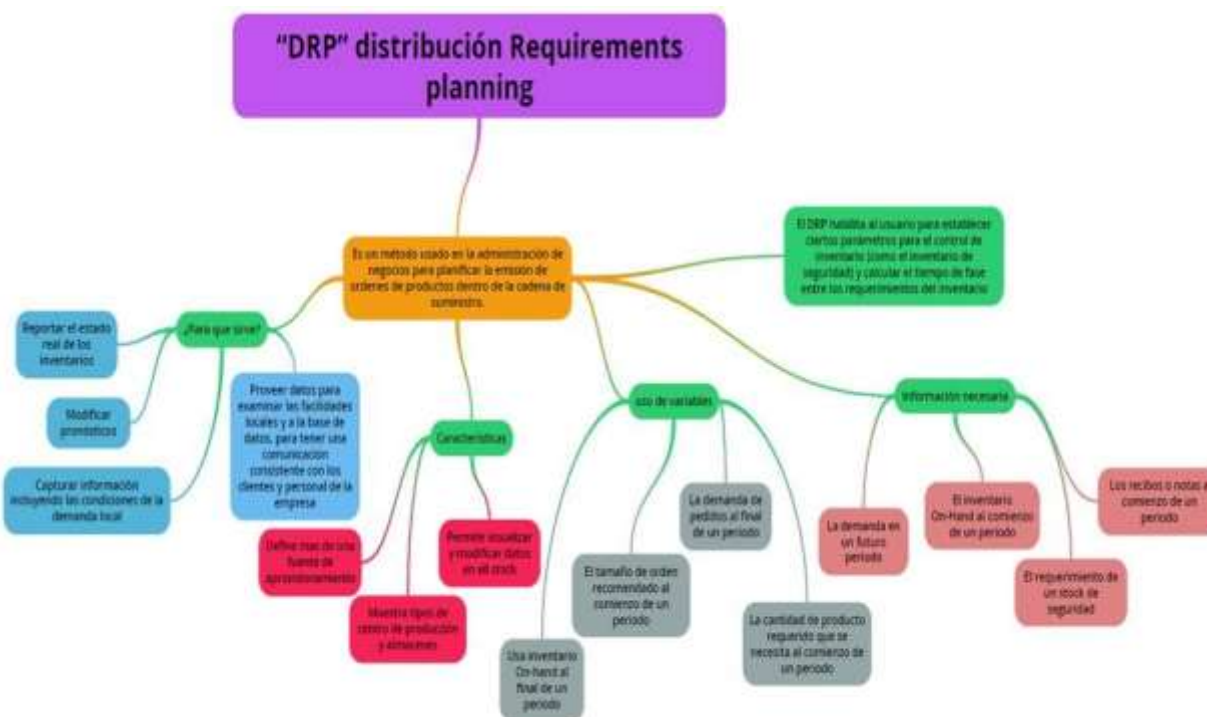 “DRP” distribución Requirements
planning
Es un método usado en la administración de
negocios para planificar la emisión de
ordenes de productos dentro de la cadena de
suministro.
El DRP habilita al usuario para establecer
ciertos parámetros para el control de
inventario (como el inventario de
seguridad) y calcular el tiempo de fase
entre los requerimientos del inventario
¿Para que sirve?
Reportar el estado
real de los
inventarios
Modificar
pronósticos
Capturar información
incluyendo las condiciones de la
demanda local
Proveer datos para
examinar las facilidades
locales y a la base de
datos, para tener una
comunicación
consistente con los
clientes y personal de la
empresa
Características
Define mas de una
fuente de
aprovisionamiento
Muestra tipos de
centro de producción
y almacenes
Permite visualizar
y modificar datos
en el stock
uso de variables
Usa inventario
On-hand al
final de un
periodo
El tamaño de orden
recomendado al
comienzo de un
periodo
La demanda de
pedidos al final
de un periodo
La cantidad de producto
requerido que se
necesita al comienzo de
un periodo
Información necesaria
La demanda en
un futuro
periodo
El inventario
On-Hand al comienzo
de un periodo
El requerimiento de
un stock de
seguridad
Los recibos o notas a
comienzo de un
periodo